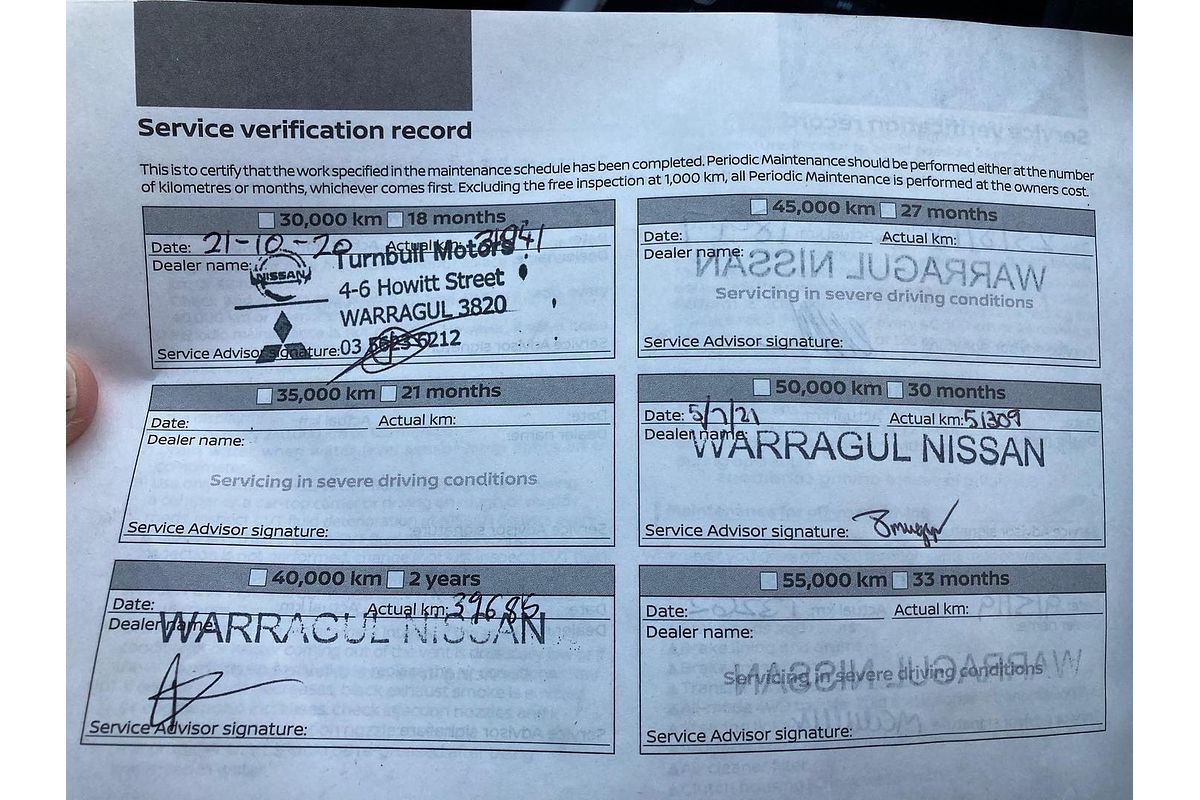 Service verification record
This is to certify that the work specified in the maintenance schedule has been completed. Periodic Maintenance should be performed either at the number
of kilometres or months, whichever comes first. Excluding the free inspection at 1,000 km, all Periodic Maintenance is performed at the owners cost.
30,000 km 18 months
Date: 21-10-20 Actual km:
Dealer name: NISSAN Turnbull Motors
4-6 Howitt Street
WARRAGUL 3820
Service Advisor signature: 03 5623 6212
35,000 km 21 months
Date: Actual km:
Dealer name:
Servicing in severe driving conditions
Service Advisor signature:
40,000 km 2 years
Date: Actual km: 39686
Dealer name: WARRAGUL NISSAN
Service Advisor signature:
45,000 km 27 months
Date: Actual km:
Dealer name:
WARRAGUL NISSAN
Servicing in severe driving conditions
Service Advisor signature:
50,000 km 30 months
Date: 5/7/21 Actual km: 51309
Dealer name: WARRAGUL NISSAN
Service Advisor signature:
55,000 km 33 months
Date: Actual km:
Dealer name:
WARRAGUL NISSAN
Servicing in severe driving conditions
Service Advisor signature: